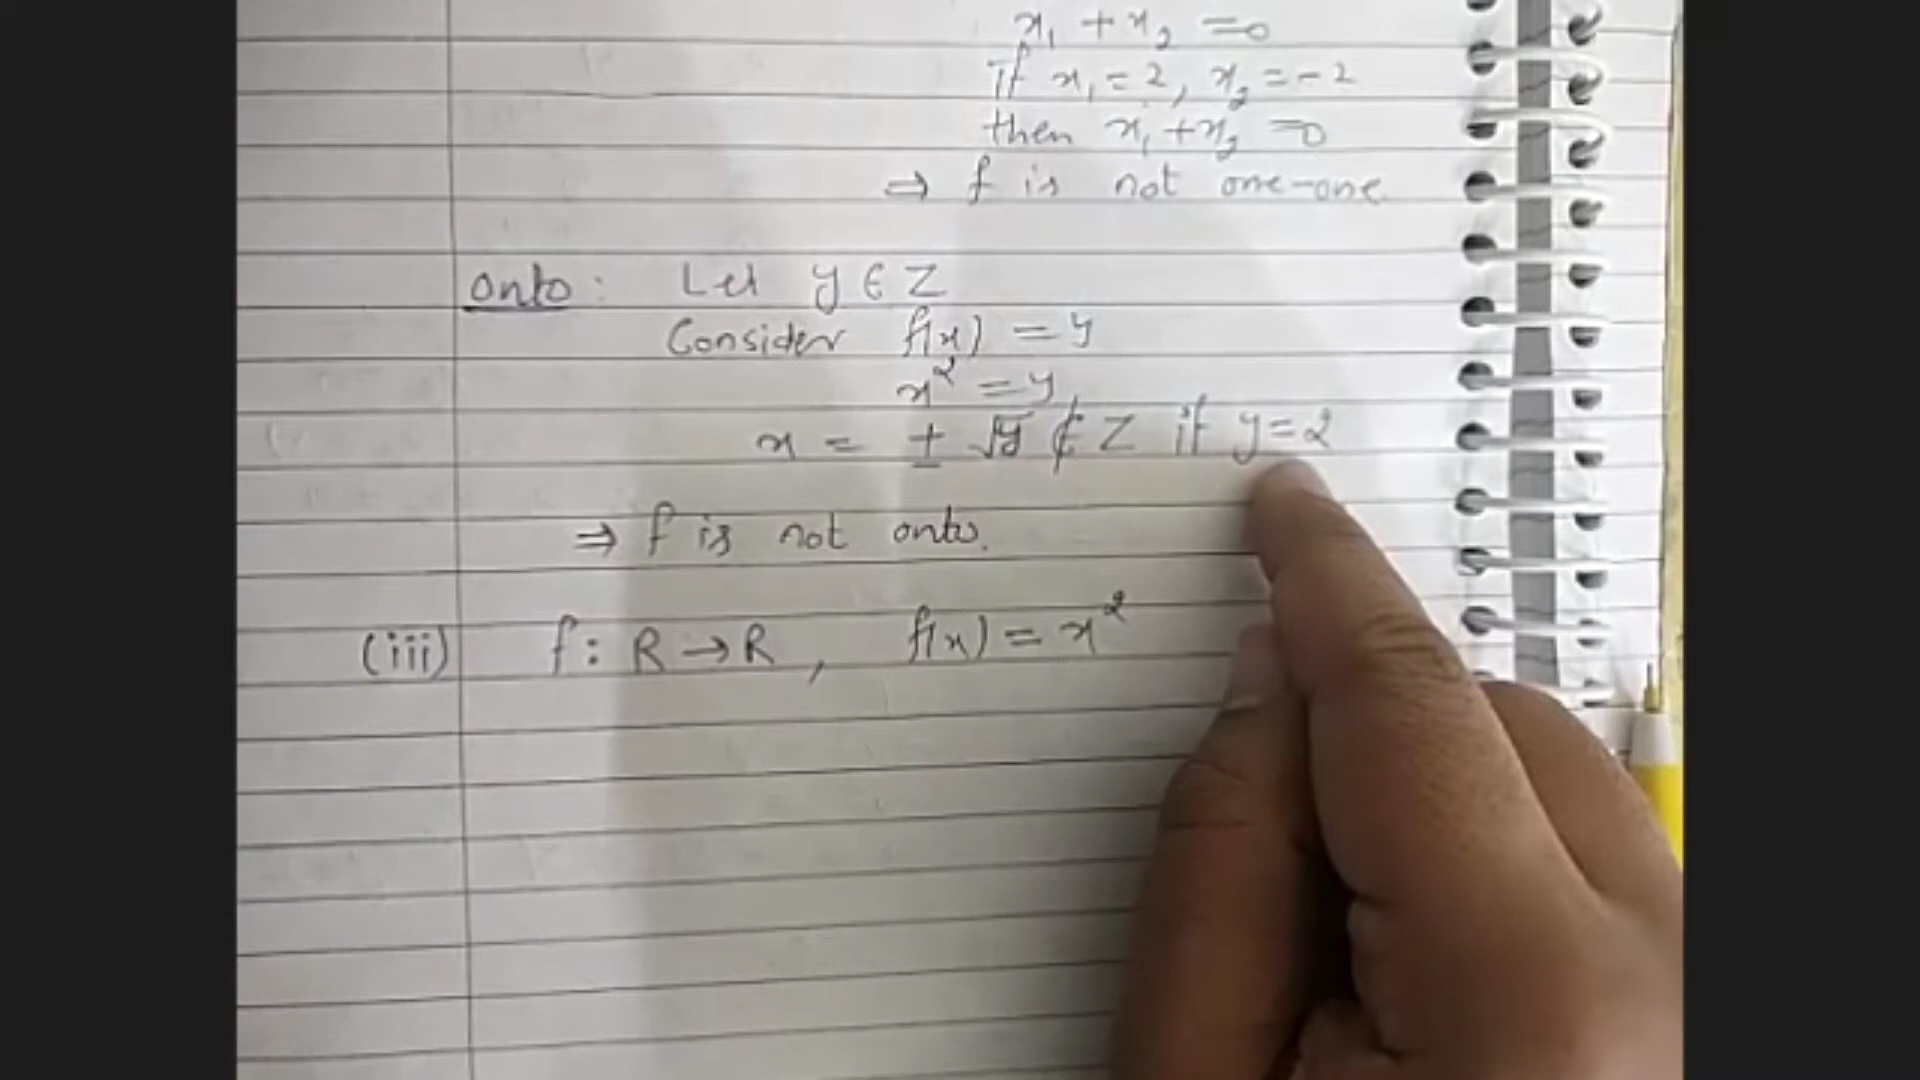 x₁ + x₂ = 0
if x₁ = 2, x₂ = -2
then x₁ + x₂ = 0
⇒ f is not one-one.
onto: Let y ∈ Z
Consider f(x) = y
x² = y
x = ± √y ∉ Z if y = 2
⇒ f is not onto.
(iii) f : R → R, f(x) = x²